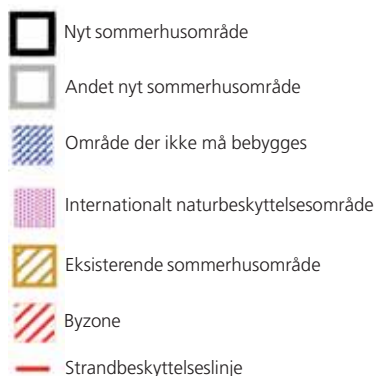 Nyt sommerhusområde
Andet nyt sommerhusområde
Område der ikke må bebygges
Internationalt naturbeskyttelsesområde
Eksisterende sommerhusområde
Byzone
Strandbeskyttelseslinje